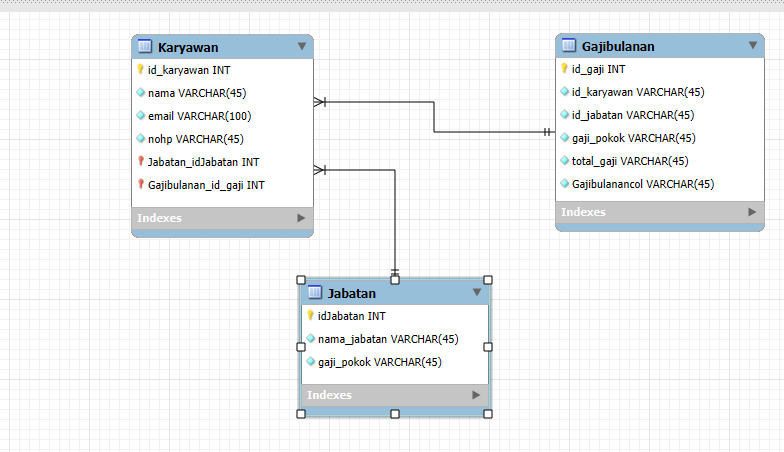 Karyawan
id_karyawan INT
nama VARCHAR(45)
email VARCHAR(100)
nohp VARCHAR(45)
Jabatan_idJabatan INT
Gajibulanan_id_gaji INT
Indexes
Gajibulanan
id_gaji INT
id_karyawan VARCHAR(45)
id_jabatan VARCHAR(45)
gaji_pokok VARCHAR(45)
total_gaji VARCHAR(45)
Gajibulanancol VARCHAR(45)
Indexes
Jabatan
idJabatan INT
nama_jabatan VARCHAR(45)
gaji_pokok VARCHAR(45)
Indexes